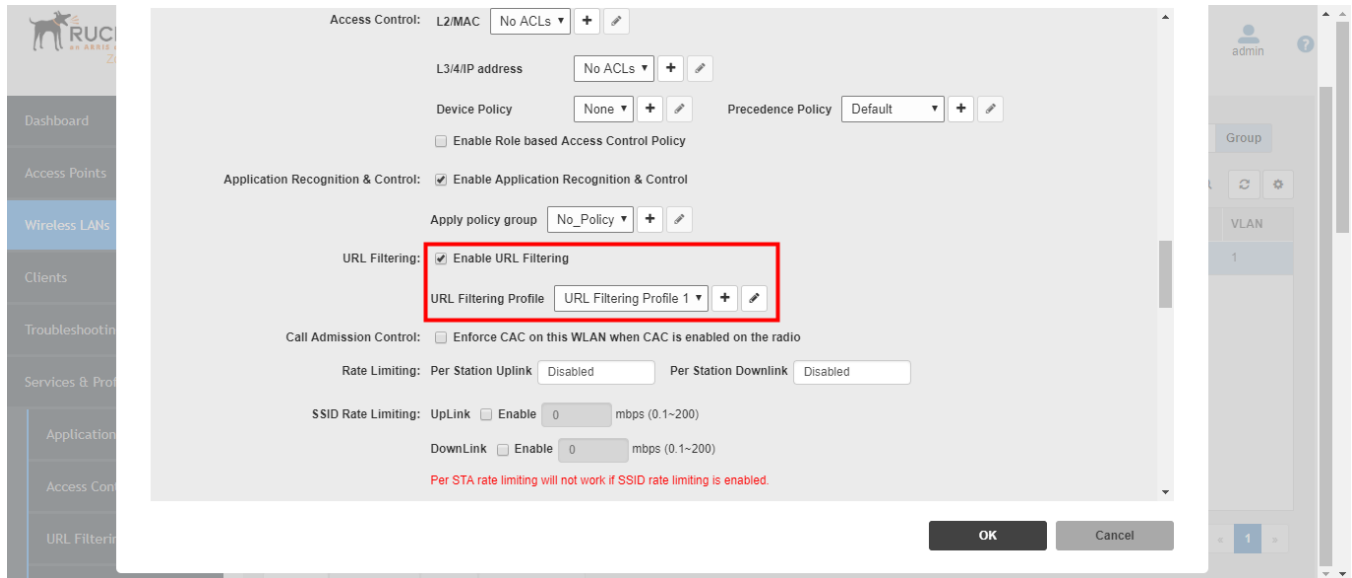 Access Control: L2/MAC No ACLs
RUC
admin
L3/4/IP address No ACLs
Dashboard
Device Policy None Precedence Policy Default
Enable Role based Access Control Policy
Group
Access Points
Application Recognition & Control: Enable Application Recognition & Control
Wireless LANs
Apply policy group No_Policy
VLAN
URL Filtering: Enable URL Filtering
1
Clients
URL Filtering Profile URL Filtering Profile 1
Troubleshootin
Call Admission Control: Enforce CAC on this WLAN when CAC is enabled on the radio
Rate Limiting: Per Station Uplink Disabled Per Station Downlink Disabled
Services & Prof
SSID Rate Limiting: UpLink Enable 0 mbps (0.1~200)
Application
DownLink Enable 0 mbps (0.1~200)
Per STA rate limiting will not work if SSID rate limiting is enabled.
Access Con
OK Cancel
URL Filterin
« 1 »